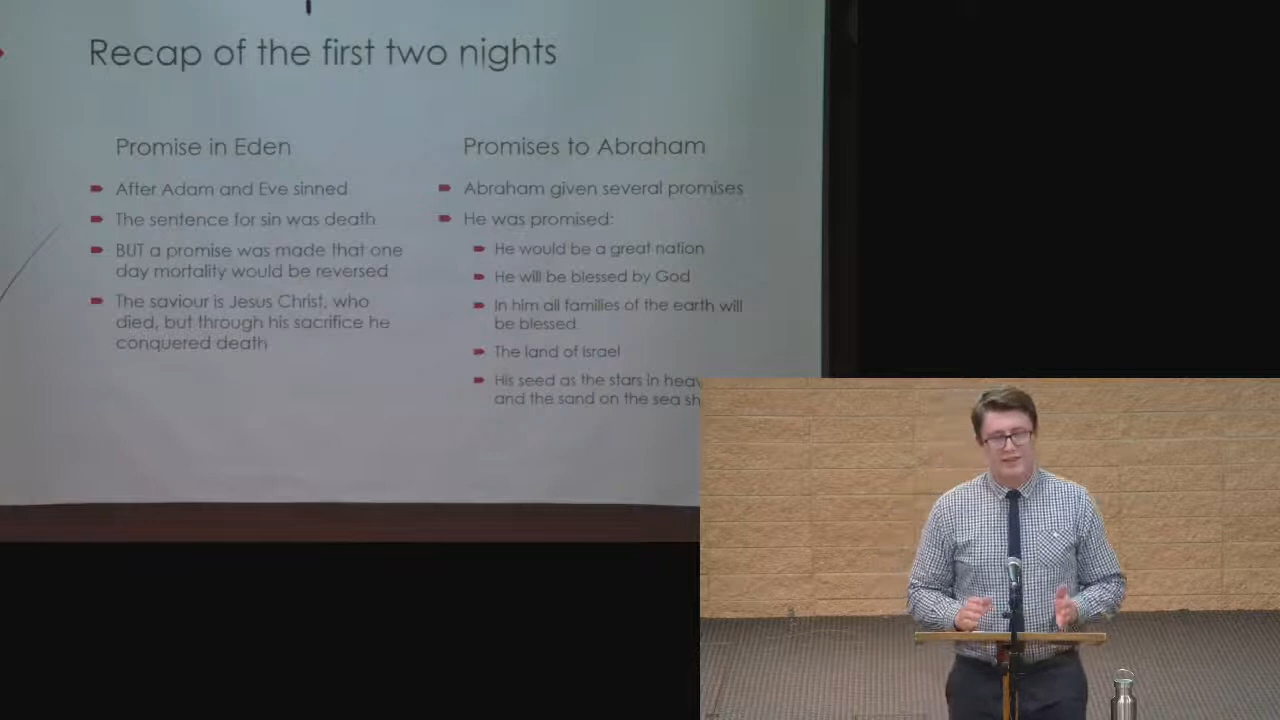 Recap of the first two nights
Promise in Eden
After Adam and Eve sinned
The sentence for sin was death
BUT a promise was made that one
day mortality would be reversed
The saviour is Jesus Christ, who
died, but through his sacrifice he
conquered death
Promises to Abraham
Abraham given several promises
He was promised:
He would be a great nation
He will be blessed by God
In him all families of the earth will
be blessed
The land of Israel
His seed as the stars in
and the sand on the sea